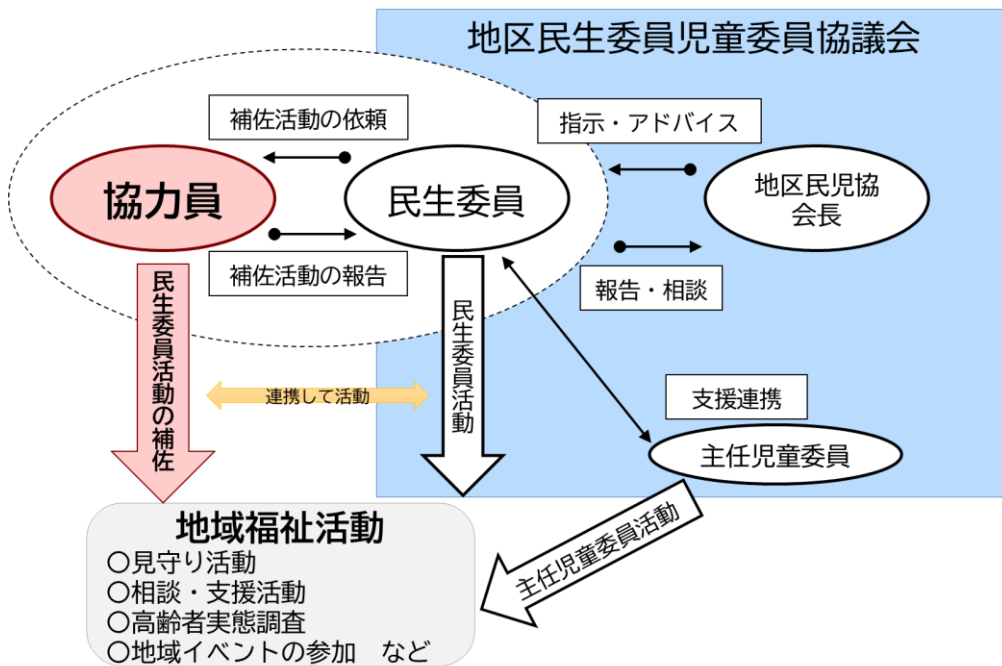 地区民生委員児童委員協議会
補佐活動の依頼
指示・アドバイス
協力員
民生委員
地区民児協
会長
補佐活動の報告
報告・相談
民生委員活動の補佐
連携して活動
民生委員活動
支援連携
主任児童委員
主任児童委員活動
地域福祉活動
〇見守り活動
〇相談・支援活動
〇高齢者実態調査
〇地域イベントの参加　など